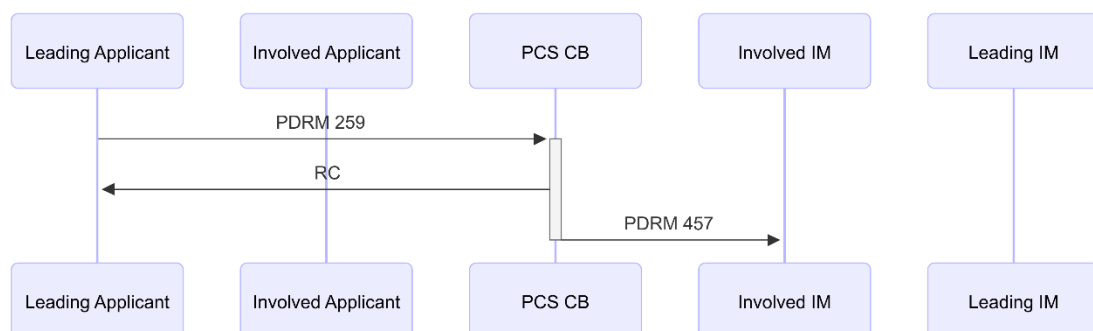 Leading Applicant
Involved Applicant
PCS CB
Involved IM
Leading IM
PDRM 259
RC
PDRM 457
Leading Applicant
Involved Applicant
PCS CB
Involved IM
Leading IM